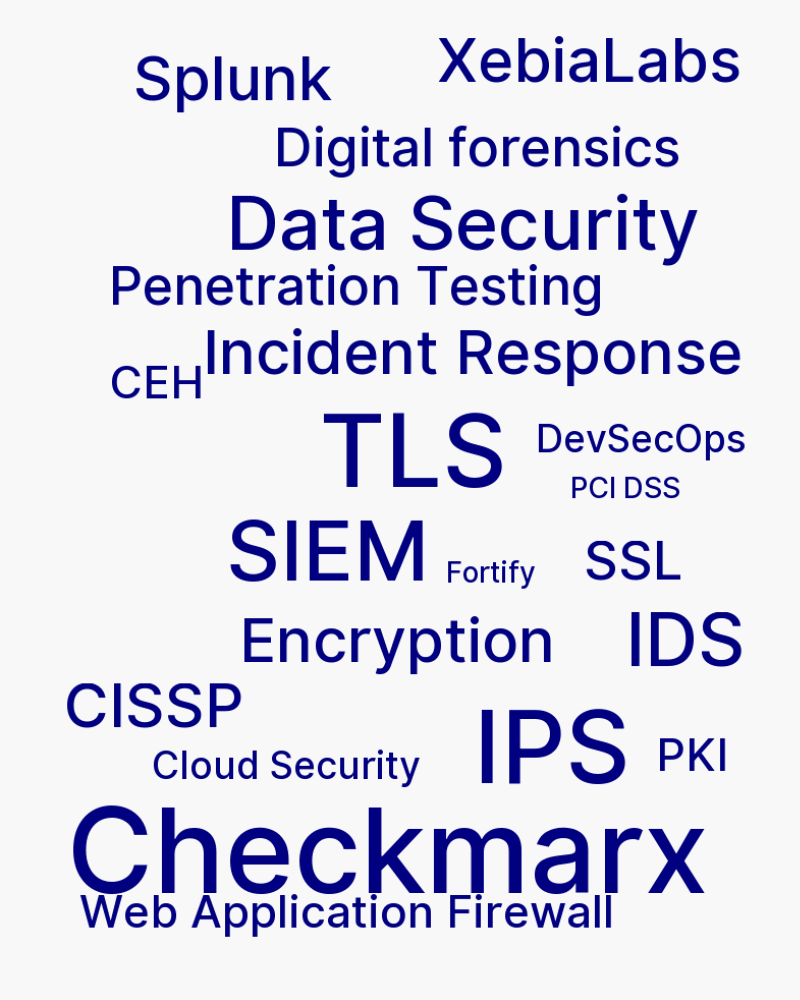 Splunk
XebiaLabs
Digital forensics
Data Security
Penetration Testing
Incident Response
CEH
TLS
DevSecOps
PCI DSS
SIEM
Fortify
SSL
Encryption
IDS
CISSP
IPS
PKI
Cloud Security
Checkmarx
Web Application Firewall